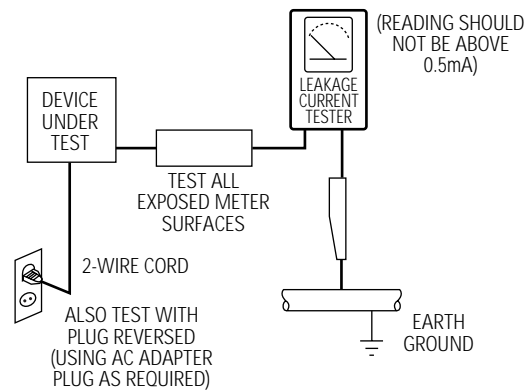 (READING SHOULD
NOT BE ABOVE
0.5mA)
LEAKAGE
CURRENT
TESTER
DEVICE
UNDER
TEST
TEST ALL
EXPOSED METER
SURFACES
2-WIRE CORD
ALSO TEST WITH
PLUG REVERSED
(USING AC ADAPTER
PLUG AS REQUIRED)
EARTH
GROUND